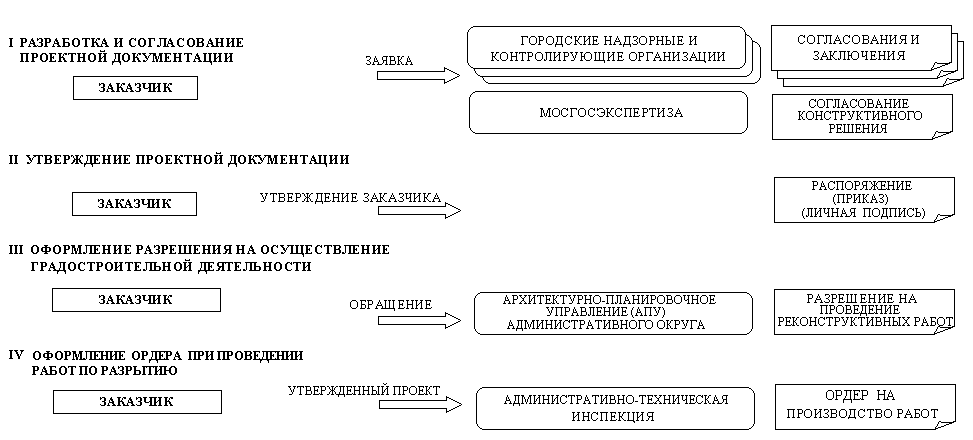 I РАЗРАБОТКА И СОГЛАСОВАНИЕ
ПРОЕКТНОЙ ДОКУМЕНТАЦИИ
ЗАКАЗЧИК
ЗАЯВКА
ГОРОДСКИЕ НАДЗОРНЫЕ И
КОНТРОЛИРУЮЩИЕ ОРГАНИЗАЦИИ
СОГЛАСОВАНИЯ И
ЗАКЛЮЧЕНИЯ
МОСГОСЭКСПЕРТИЗА
СОГЛАСОВАНИЕ
КОНСТРУКТИВНОГО
РЕШЕНИЯ
II УТВЕРЖДЕНИЕ ПРОЕКТНОЙ ДОКУМЕНТАЦИИ
ЗАКАЗЧИК
УТВЕРЖДЕНИЕ ЗАКАЗЧИКА
РАСПОРЯЖЕНИЕ
(ПРИКАЗ)
(ЛИЧНАЯ ПОДПИСЬ)
III ОФОРМЛЕНИЕ РАЗРЕШЕНИЯ НА ОСУЩЕСТВЛЕНИЕ
ГРАДОСТРОИТЕЛЬНОЙ ДЕЯТЕЛЬНОСТИ
ЗАКАЗЧИК
ОБРАЩЕНИЕ
АРХИТЕКТУРНО-ПЛАНИРОВОЧНОЕ
УПРАВЛЕНИЕ (АПУ)
АДМИНИСТРАТИВНОГО ОКРУГА
РАЗРЕШЕНИЕ НА
ПРОВЕДЕНИЕ
РЕКОНСТРУКТИВНЫХ РАБОТ
IV ОФОРМЛЕНИЕ ОРДЕРА ПРИ ПРОВЕДЕНИИ
РАБОТ ПО РАЗРЫТИЮ
ЗАКАЗЧИК
УТВЕРЖДЕННЫЙ ПРОЕКТ
АДМИНИСТРАТИВНО-ТЕХНИЧЕСКАЯ
ИНСПЕКЦИЯ
ОРДЕР НА
ПРОИЗВОДСТВО РАБОТ